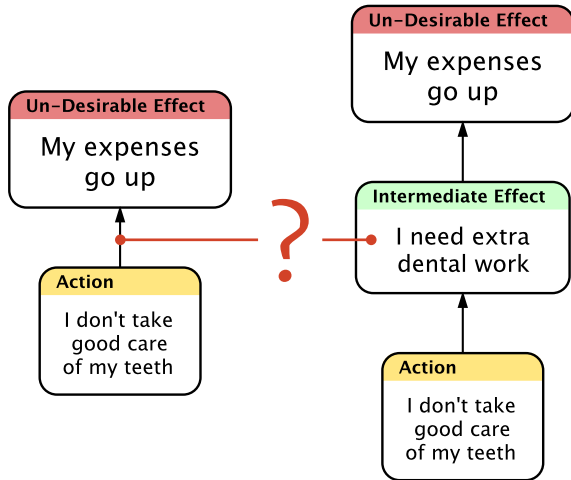 Un-Desirable Effect
My expenses
go up
Action
I don't take
good care
of my teeth
?
Un-Desirable Effect
My expenses
go up
Intermediate Effect
I need extra
dental work
Action
I don't take
good care
of my teeth